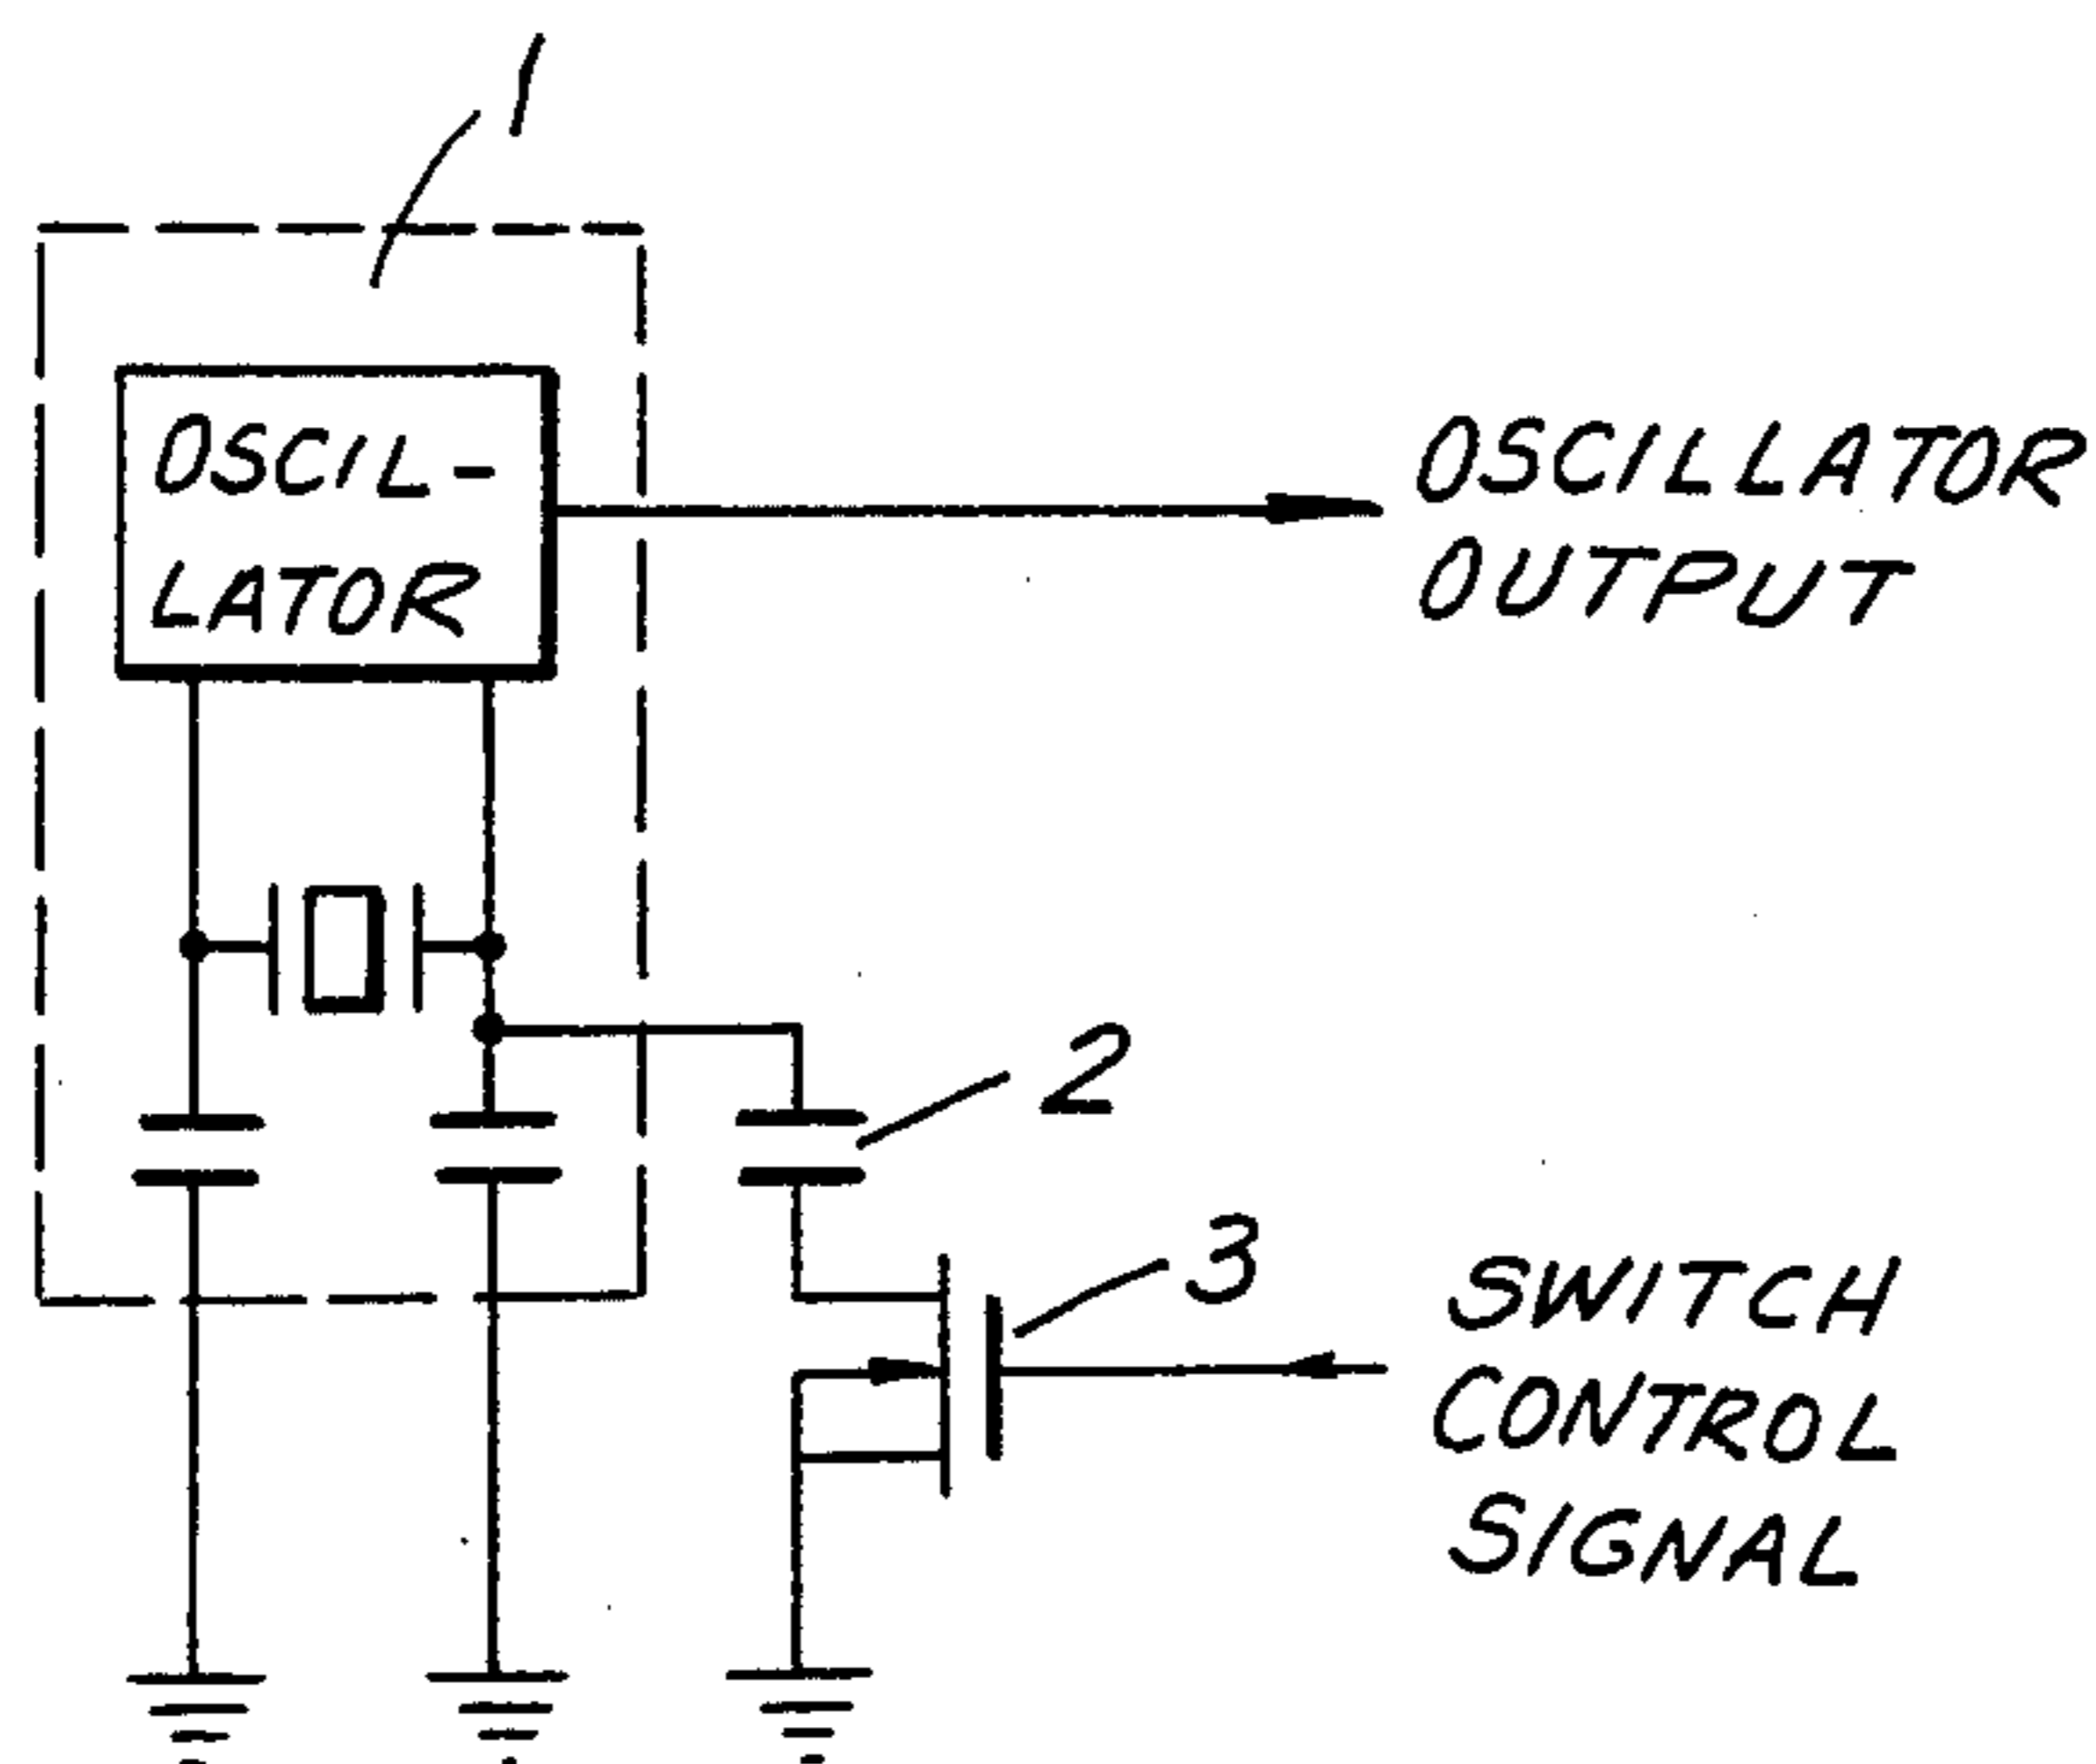 1
OSCIL-
LATOR
OSCILLATOR
OUTPUT
2
3
SWITCH
CONTROL
SIGNAL